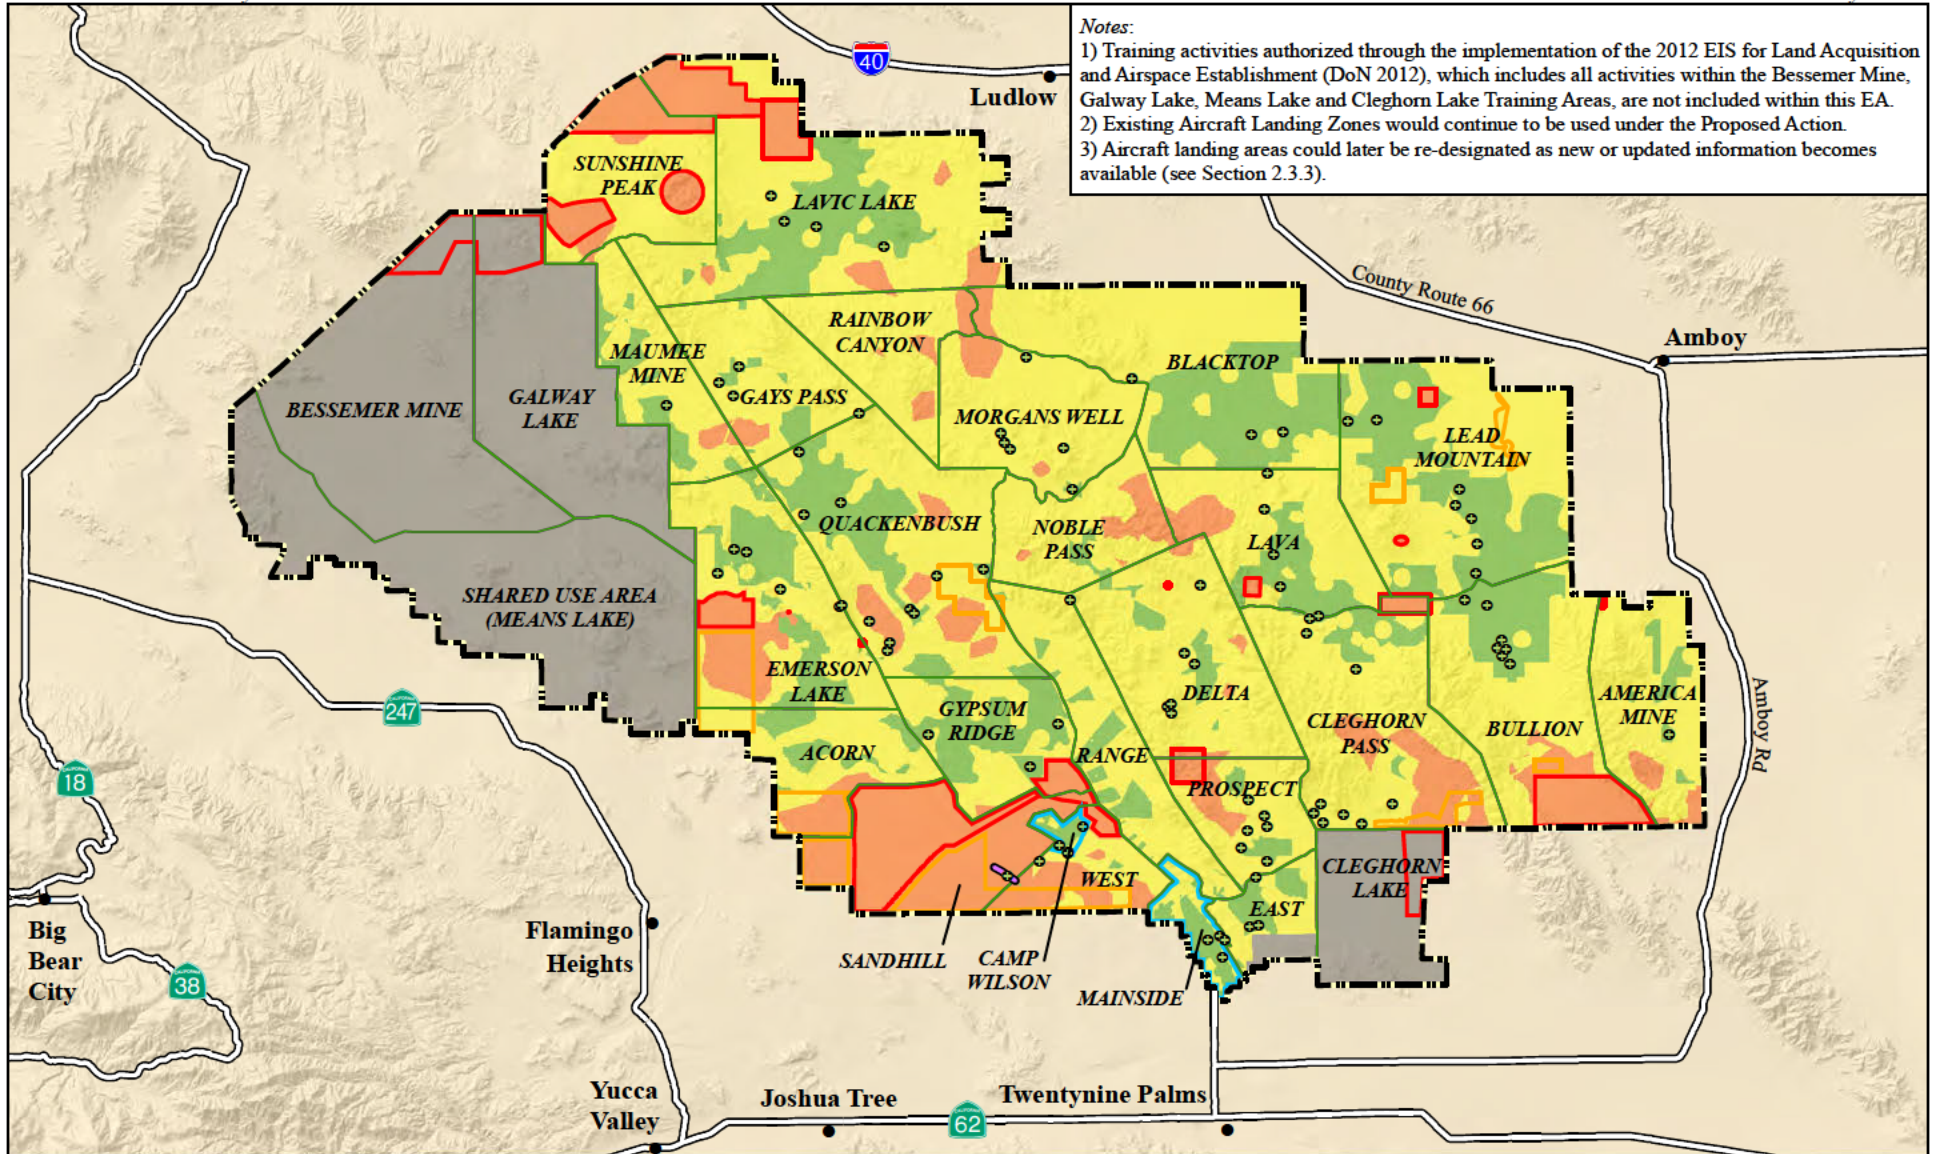 Notes:
1) Training activities authorized through the implementation of the 2012 EIS for Land Acquisition
and Airspace Establishment (DoN 2012), which includes all activities within the Bessemer Mine,
Galway Lake, Means Lake and Cleghorn Lake Training Areas, are not included within this EA.
2) Existing Aircraft Landing Zones would continue to be used under the Proposed Action.
3) Aircraft landing areas could later be re-designated as new or updated information becomes
available (see Section 2.3.3).
40
Ludlow
SUNSHINE
PEAK
LAVIC LAKE
County Route 66
Amboy
RAINBOW
CANYON
MAUMEE
MINE
BLACKTOP
BESSEMER MINE
GALWAY
LAKE
GAYS PASS
MORGANS WELL
LEAD
MOUNTAIN
QUACKENBUSH
NOBLE
PASS
LAVA
SHARED USE AREA
(MEANS LAKE)
EMERSON
LAKE
DELTA
AMERICA
MINE
CALIFORNIA
247
GYPSUM
RIDGE
CLEGHORN
PASS
BULLION
Amboy Rd
ACORN
RANGE
CALIFORNIA
18
PROSPECT
WEST
CLEGHORN
LAKE
EAST
Big
Bear
City
Flamingo
Heights
SANDHILL
CAMP
WILSON
MAINSIDE
CALIFORNIA
38
Yucca
Valley
Joshua Tree
CALIFORNIA
62
Twentynine Palms